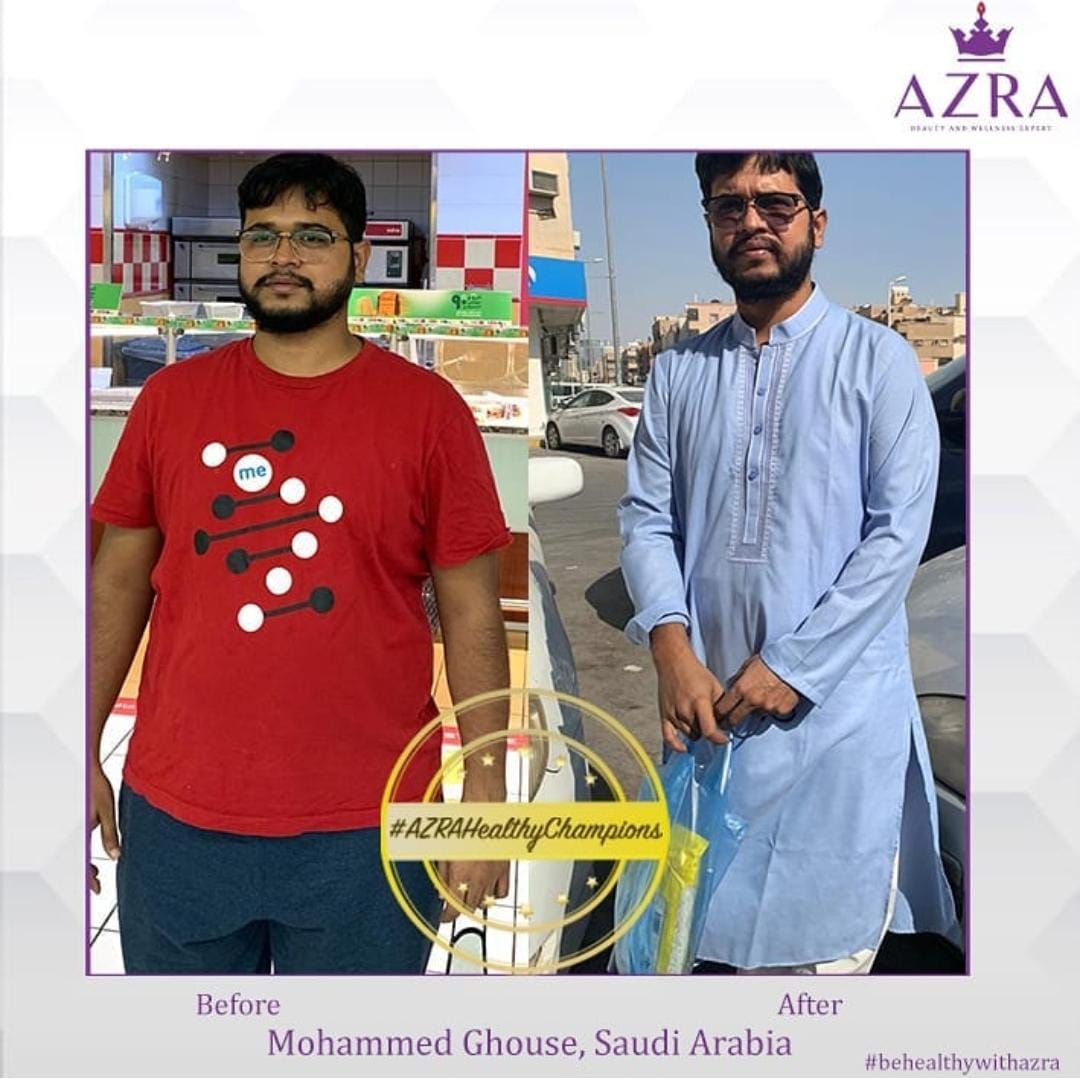 AZRA
BEAUTY AND WELLNESS EXPERT
me
#AZRAHealthyChampions
Before
After
Mohammed Ghouse, Saudi Arabia
#behealthywithazra